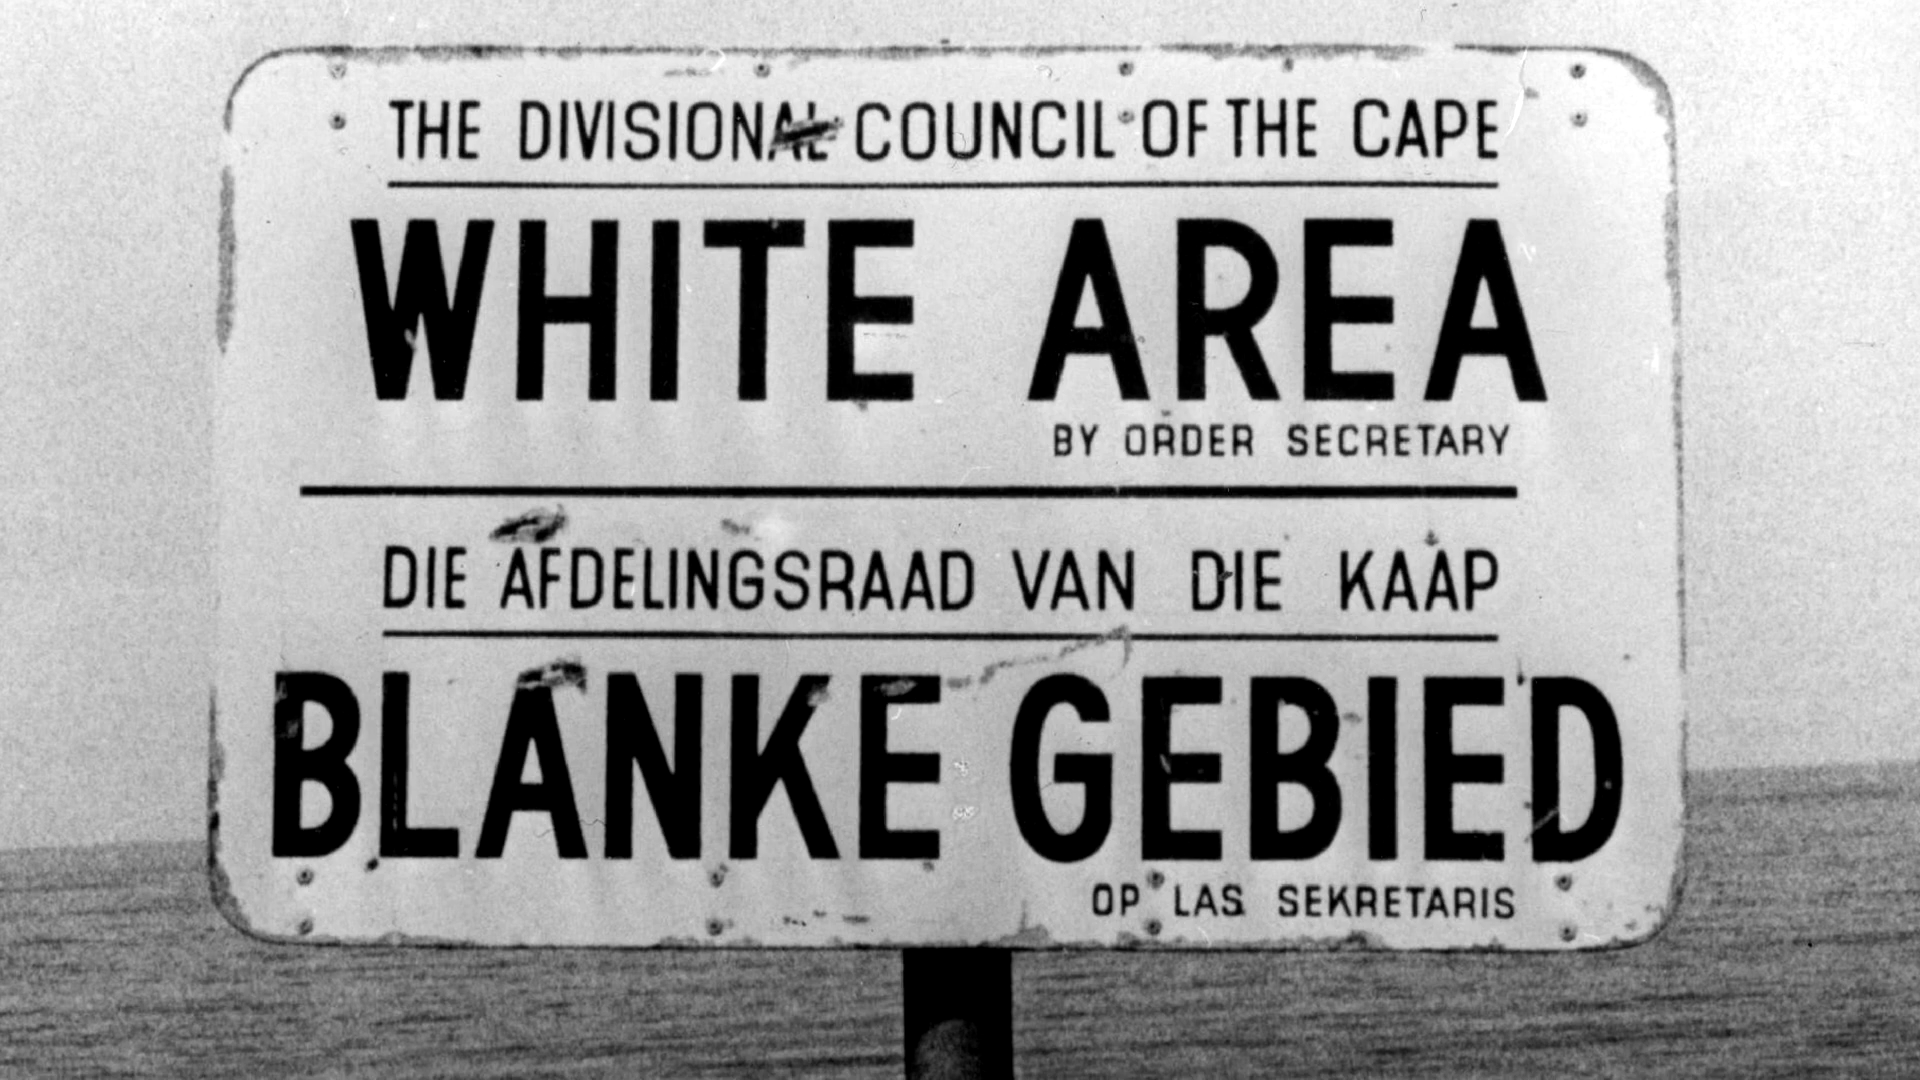 THE DIVISIONAL COUNCIL OF THE CAPE
WHITE AREA
BY ORDER SECRETARY
DIE AFDELINGSRAAD VAN DIE KAAP
BLANKE GEBIED
OP LAS SEKRETARIS